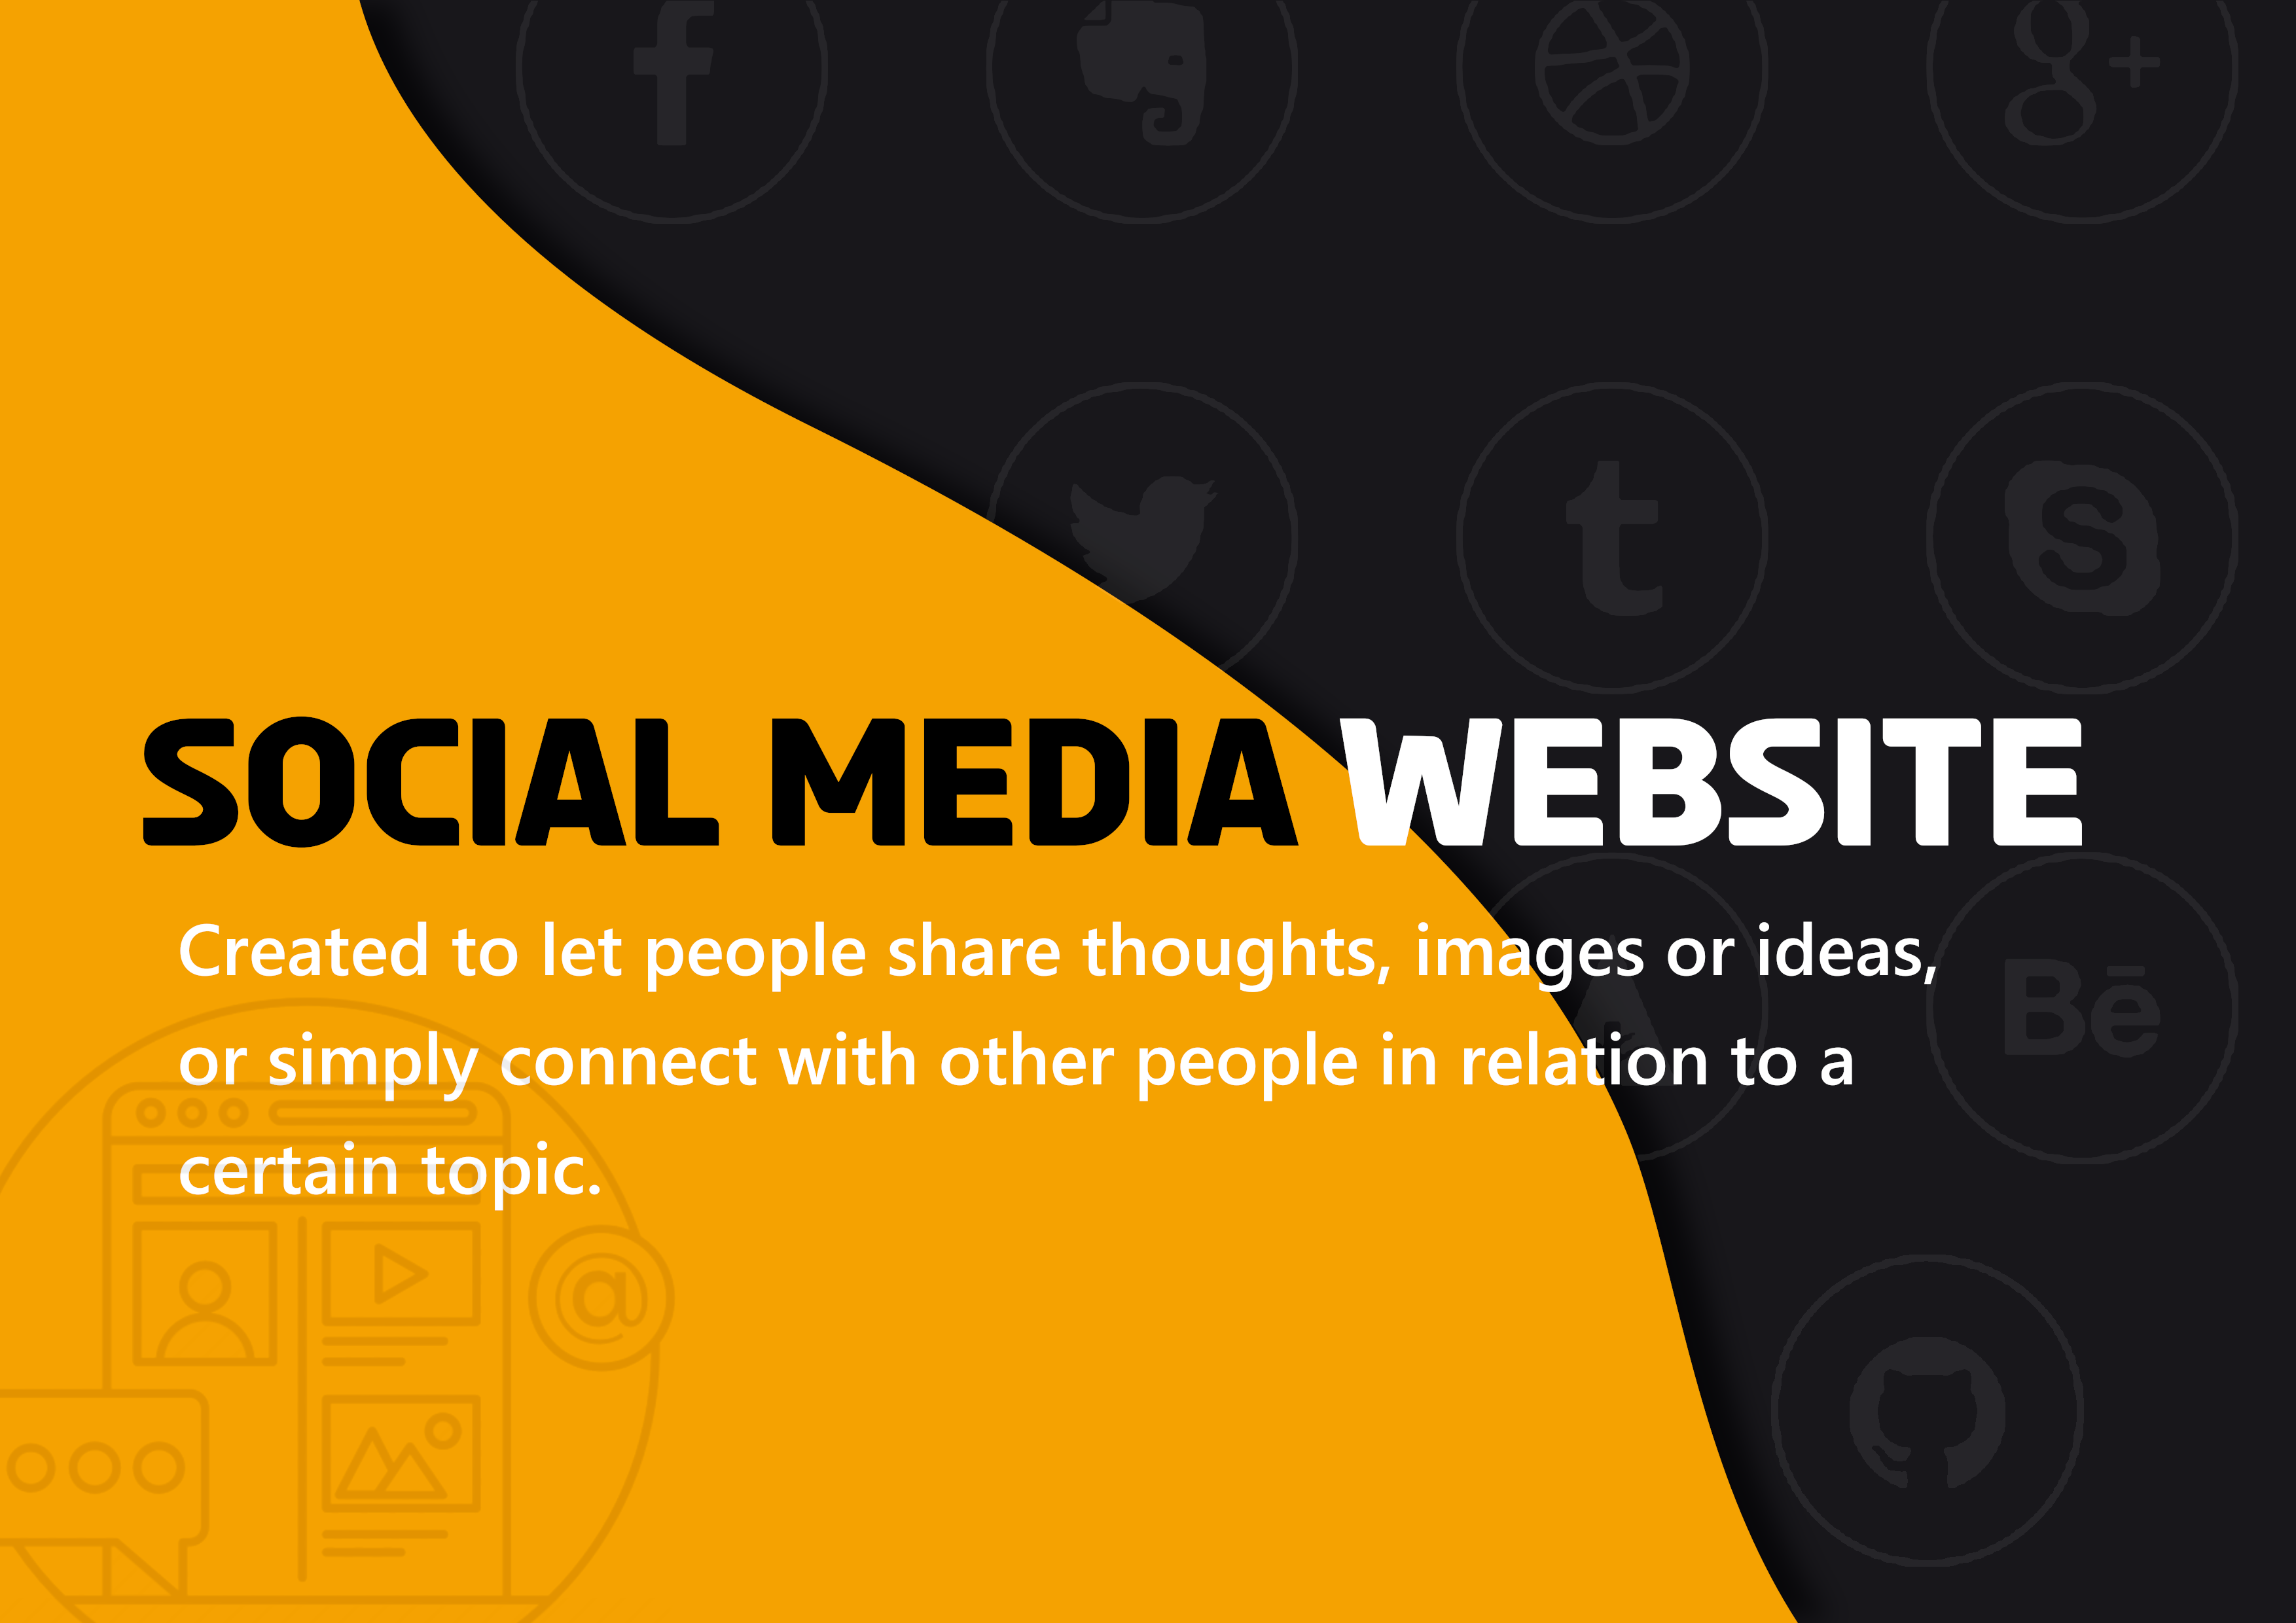 SOCIAL MEDIA WEBSITE
Created to let people share thoughts, images or ideas,
or simply connect with other people in relation to a
certain topic.